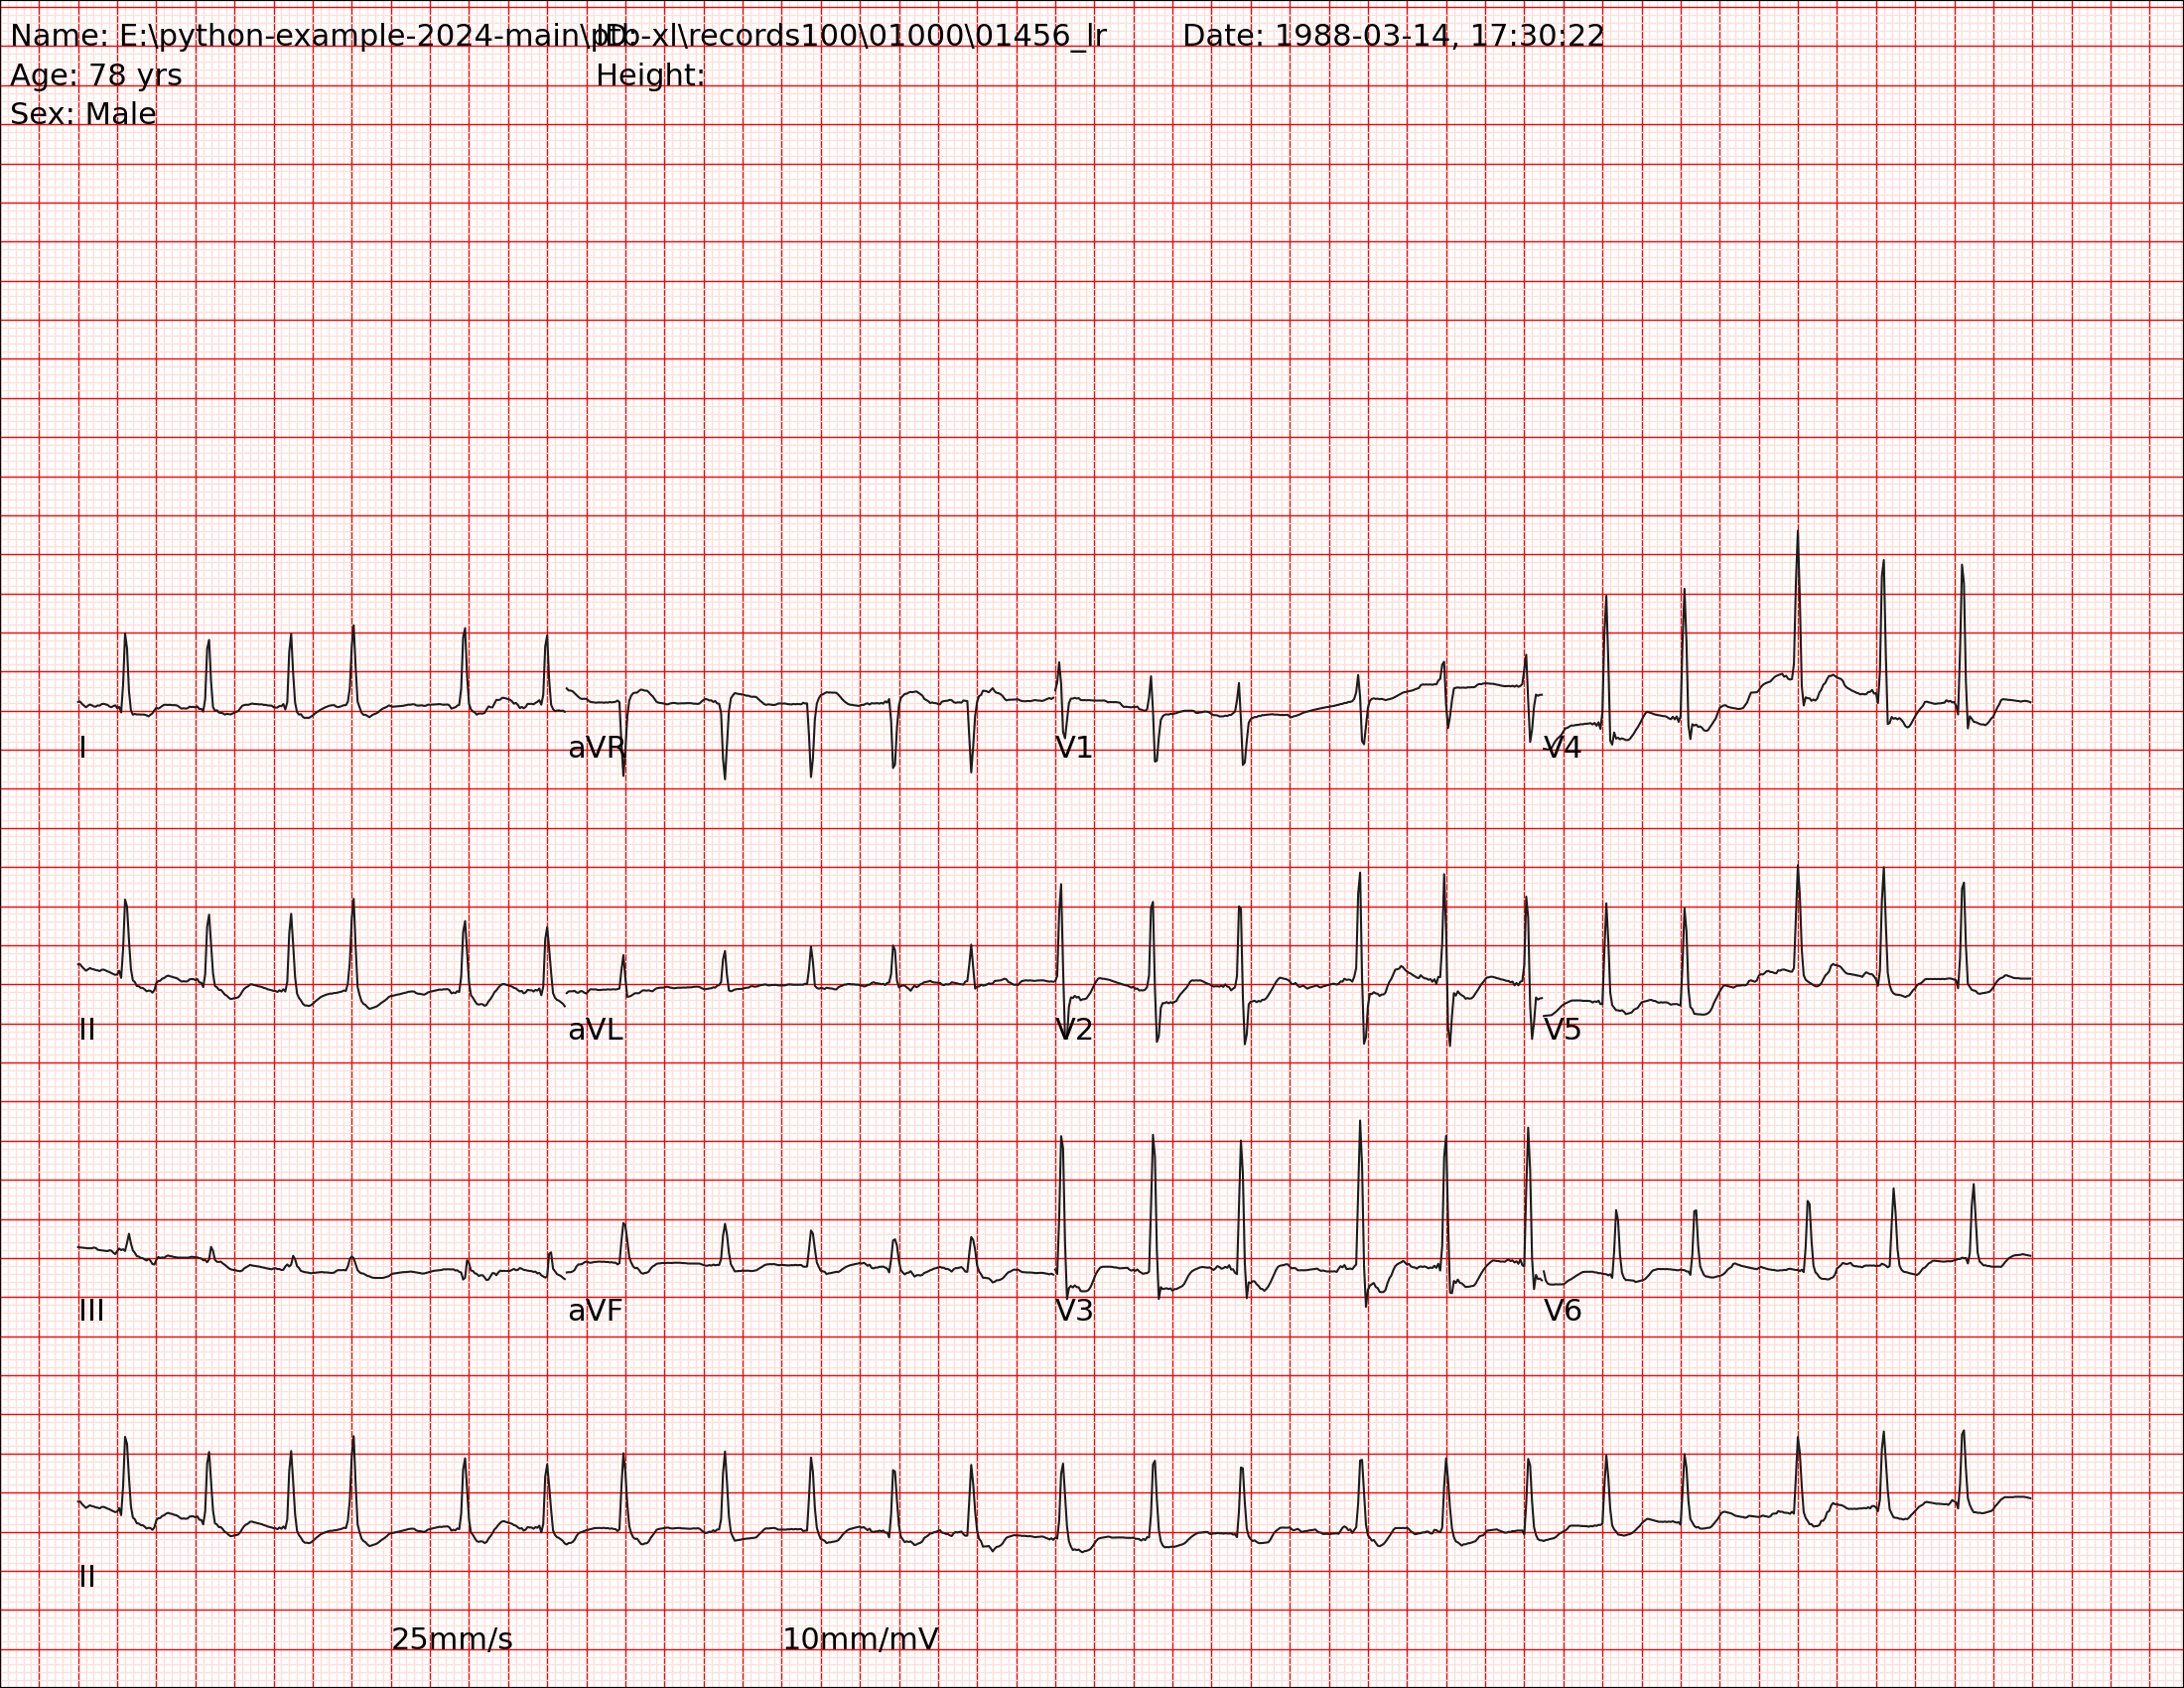 Name: E:\python-example-2024-main\ptb-xl\records100\01000\01456_lr ID: Date: 1988-03-14, 17:30:22
Age: 78 yrs Height:
Sex: Male
I aVR V1 V4
II aVL V2 V5
III aVF V3 V6
II
25mm/s 10mm/mV